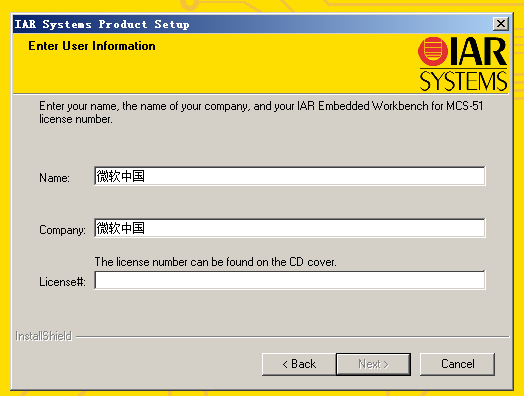 IAR Systems Product Setup
Enter User Information
IAR
SYSTEMS
Enter your name, the name of your company, and your IAR Embedded Workbench for MCS-51
license number.
Name: 微软中国
Company: 微软中国
The license number can be found on the CD cover.
License#:
InstallShield
< Back Next > Cancel